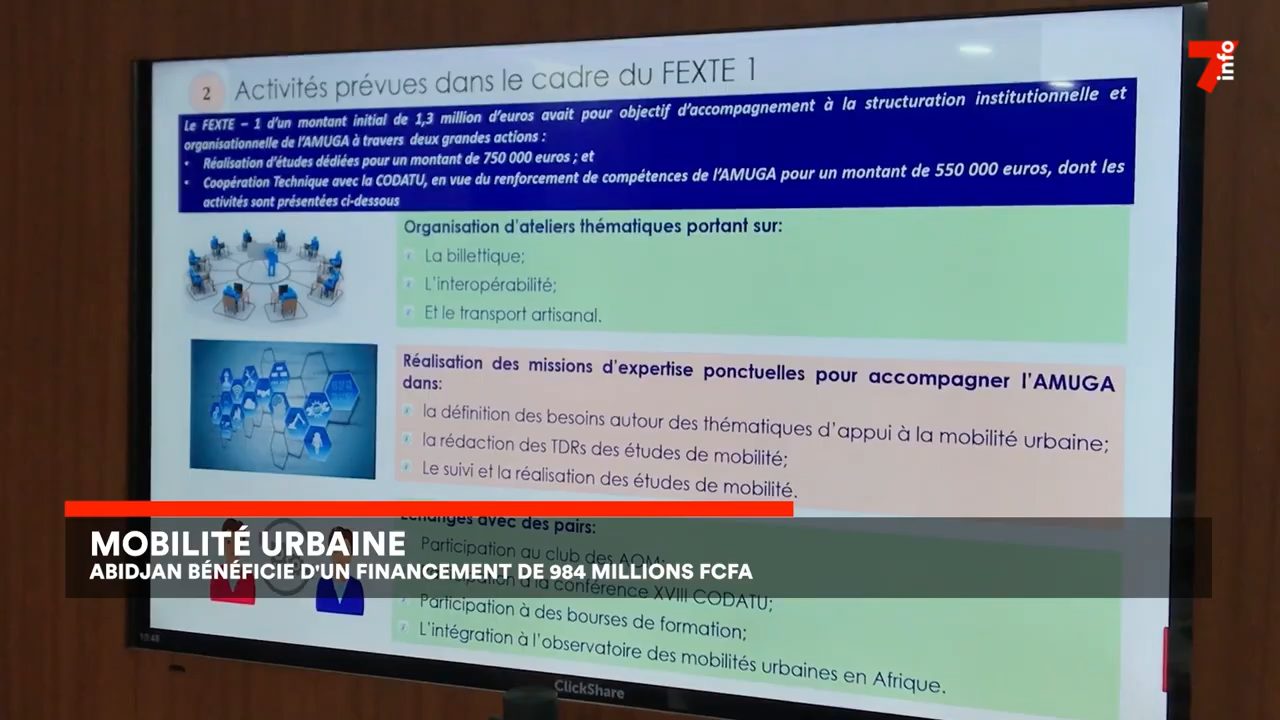 7info
2 Activités prévues dans le cadre du FEXTE 1
Le FEXTE – 1 d'un montant initial de 1,3 million d'euros avait pour objectif d'accompagnement à la structuration institutionnelle et
organisationnelle de l'AMUGA à travers deux grandes actions :
• Réalisation d'études dédiées pour un montant de 750 000 euros ; et
• Coopération Technique avec la CODATU, en vue du renforcement de compétences de l'AMUGA pour un montant de 550 000 euros, dont les
activités sont présentées ci-dessous
Organisation d'ateliers thématiques portant sur:
La billettique;
L'interopérabilité;
Et le transport artisanal.
Réalisation des missions d'expertise ponctuelles pour accompagner l'AMUGA
dans:
la définition des besoins autour des thématiques d'appui à la mobilité urbaine;
la rédaction des TDRs des études de mobilité;
Le suivi et la réalisation des études de mobilité.
Echanges avec des pairs:
MOBILITÉ URBAINE
Participation au club des AOM;
ABIDJAN BÉNÉFICIE D'UN FINANCEMENT DE 984 MILLIONS FCFA
à la conférence XVIII CODATU;
Participation à des bourses de formation;
L'intégration à l'observatoire des mobilités urbaines en Afrique.
10:48
ClickShare